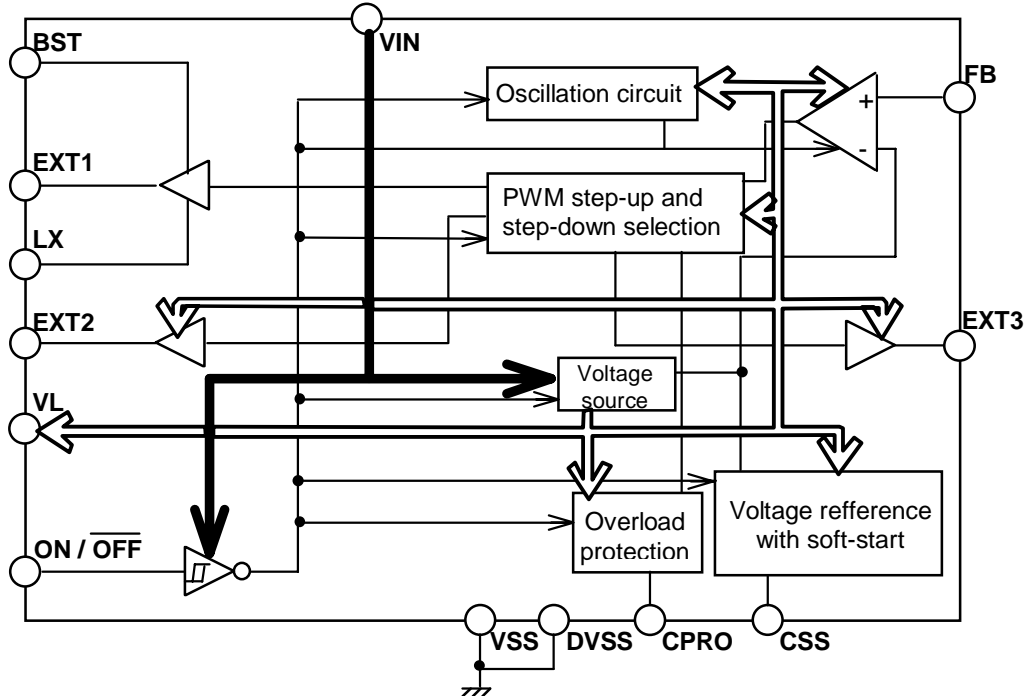 BST
VIN
Oscillation circuit
FB
+
-
EXT1
PWM step-up and
step-down selection
LX
EXT2
EXT3
Voltage
source
VL
Overload
protection
Voltage refference
with soft-start
ON / OFF
VSS
DVSS
CPRO
CSS